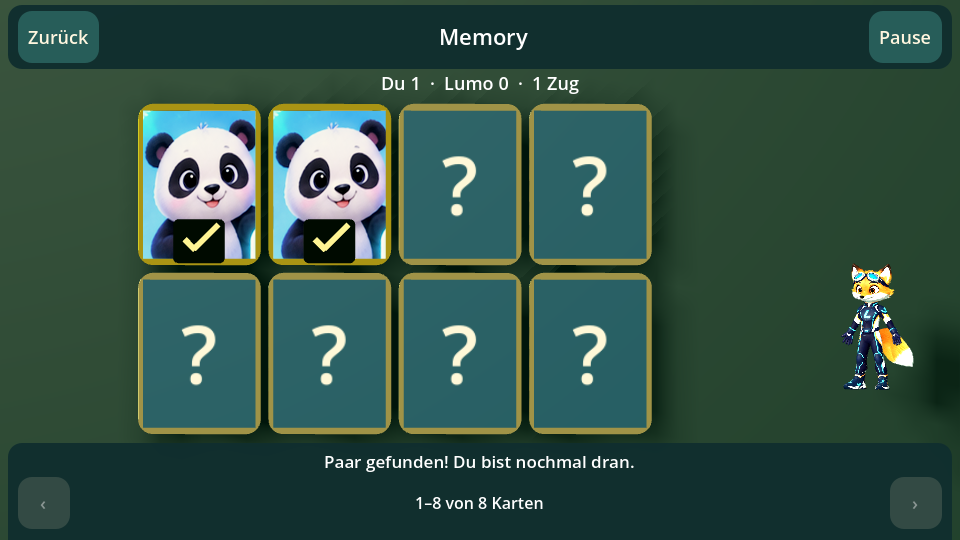 Zurück
Memory
Pause
Du 1 · Lumo 0 · 1 Zug
? ?
? ? ? ?
Paar gefunden! Du bist nochmal dran.
‹
1–8 von 8 Karten
›